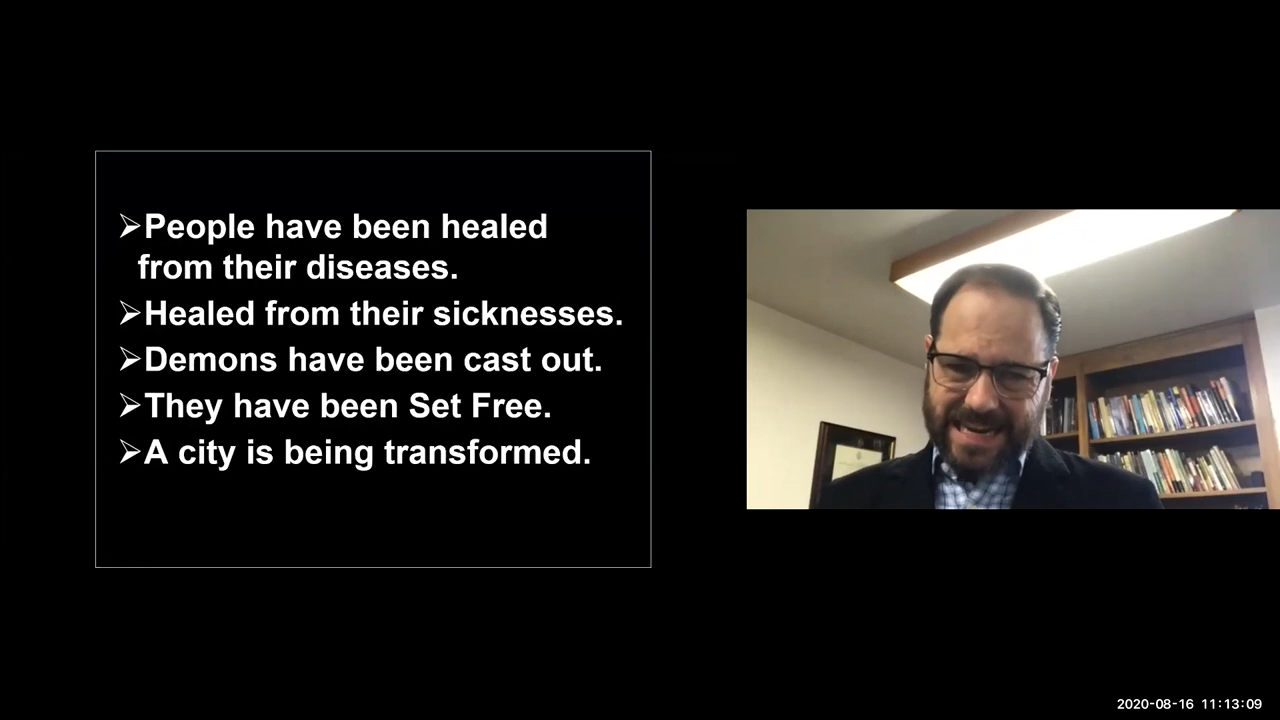 ➢People have been healed
from their diseases.
➢Healed from their sicknesses.
➢Demons have been cast out.
➢They have been Set Free.
➢A city is being transformed.
2020-08-16 11:13:09